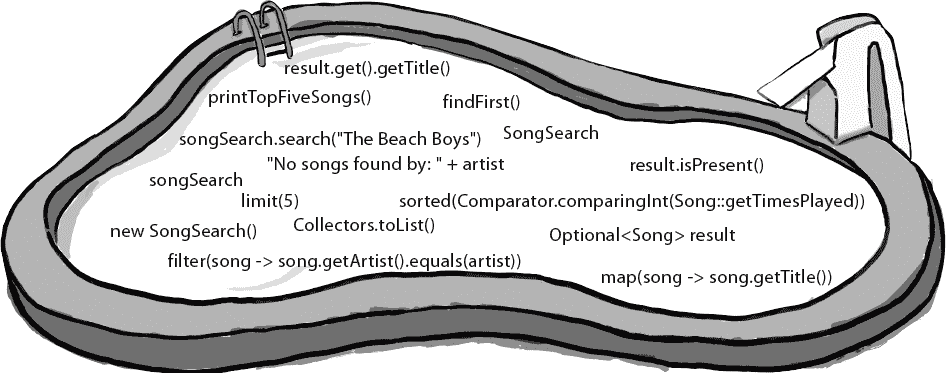 result.get().getTitle()
printTopFiveSongs()
findFirst()
songSearch.search("The Beach Boys")
SongSearch
"No songs found by: " + artist
result.isPresent()
songSearch
limit(5)
sorted(Comparator.comparingInt(Song::getTimesPlayed))
new SongSearch()
Collectors.toList()
Optional<Song> result
filter(song -> song.getArtist().equals(artist))
map(song -> song.getTitle())